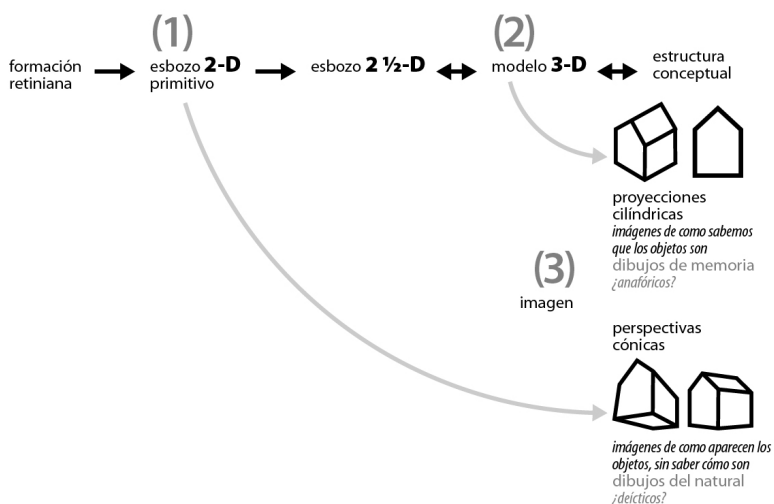 (1)
(2)
formación
retiniana
esbozo 2-D
primitivo
esbozo 2 ½-D
modelo 3-D
estructura
conceptual
proyecciones
cilíndricas
imágenes de como sabemos
que los objetos son
dibujos de memoria
¿anafóricos?
(3)
imagen
perspectivas
cónicas
imágenes de como aparecen los
objetos, sin saber cómo son
dibujos del natural
¿deícticos?